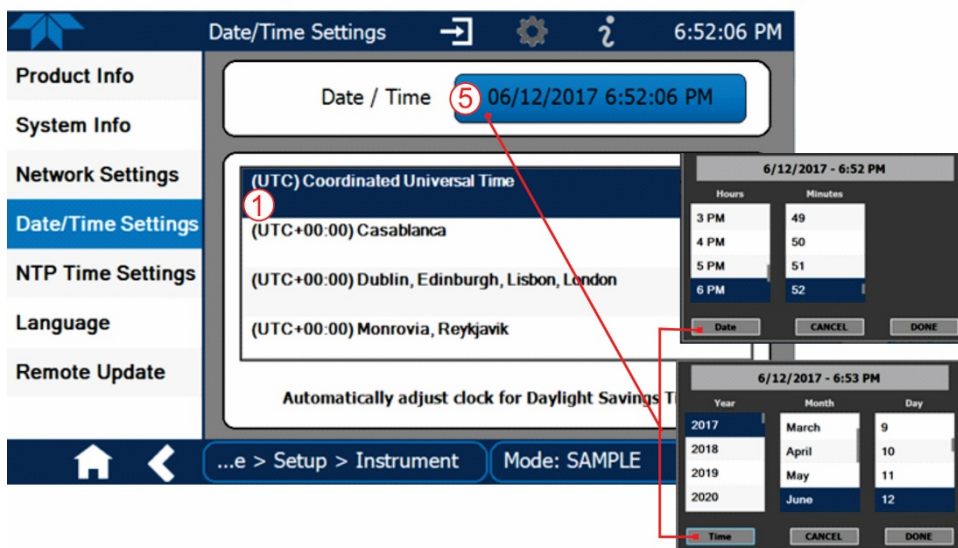 Date/Time Settings
6:52:06 PM
Product Info
System Info
Network Settings
Date/Time Settings
NTP Time Settings
Language
Remote Update
Date / Time
5
06/12/2017 6:52:06 PM
(UTC) Coordinated Universal Time
1
(UTC+00:00) Casablanca
(UTC+00:00) Dublin, Edinburgh, Lisbon, London
(UTC+00:00) Monrovia, Reykjavik
Automatically adjust clock for Daylight Savings
...e > Setup > Instrument
Mode: SAMPLE
6/12/2017 - 6:52 PM
Hours Minutes
3 PM 49
4 PM 50
5 PM 51
6 PM 52
Date CANCEL DONE
6/12/2017 - 6:53 PM
Year Month Day
2017 March 9
2018 April 10
2019 May 11
2020 June 12
Time CANCEL DONE